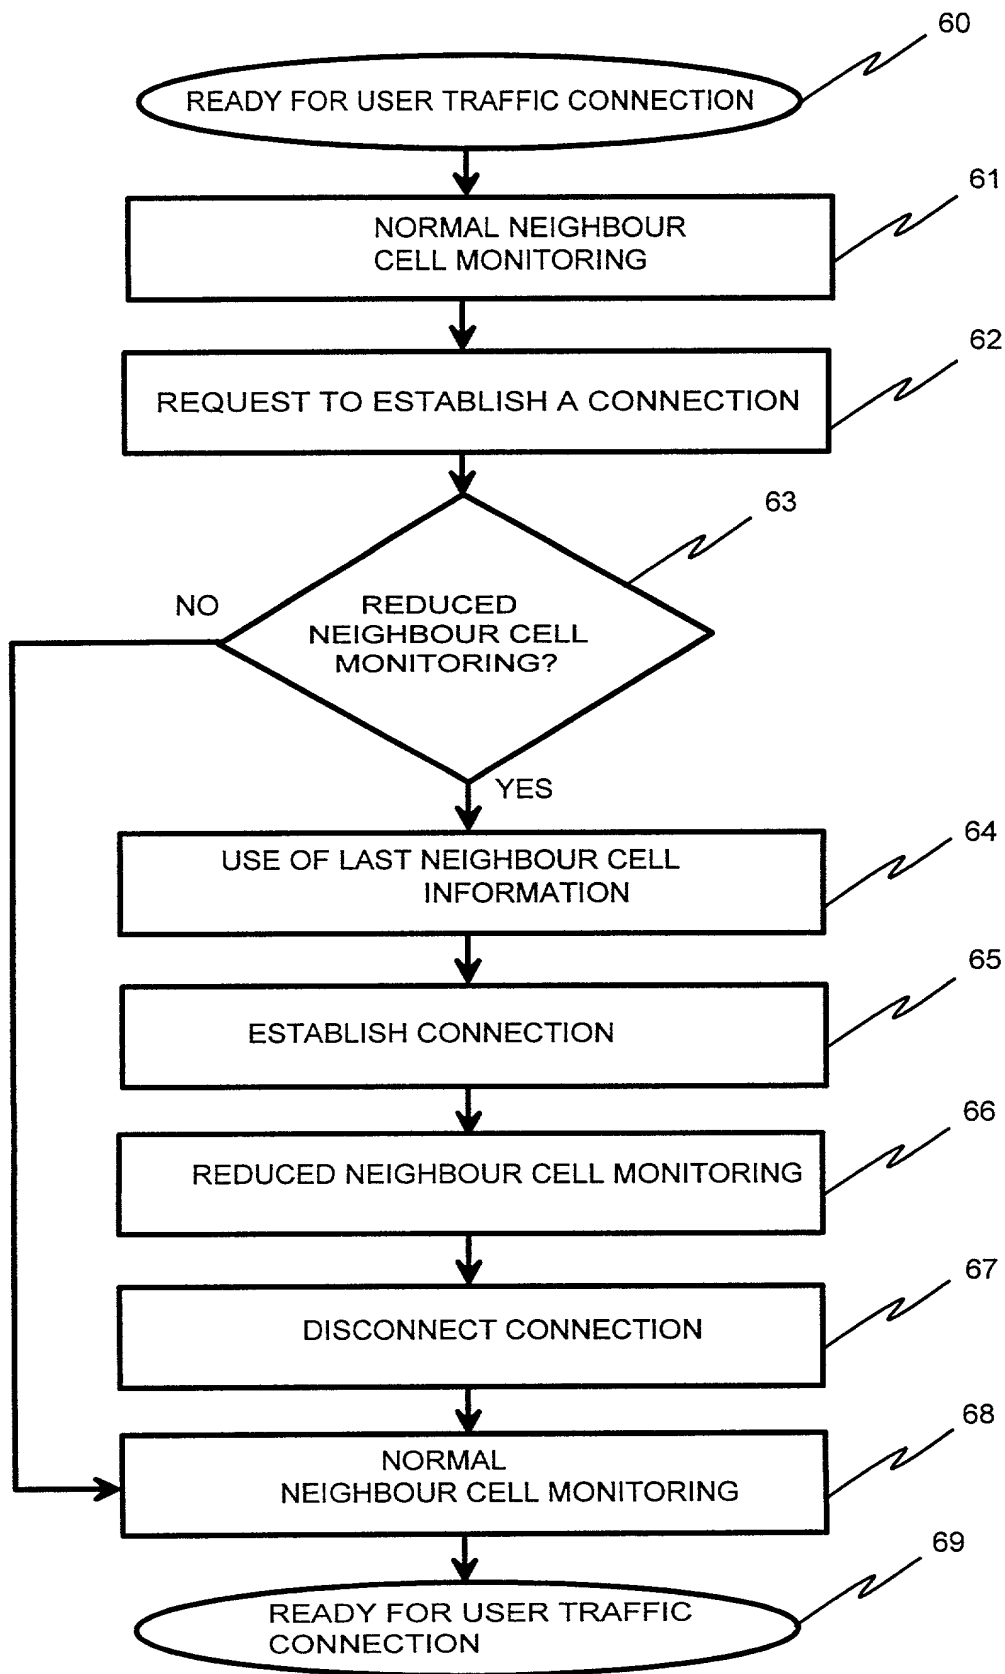 60
READY FOR USER TRAFFIC CONNECTION
61
NORMAL NEIGHBOUR
CELL MONITORING
62
REQUEST TO ESTABLISH A CONNECTION
63
NO
REDUCED
NEIGHBOUR CELL
MONITORING?
YES
64
USE OF LAST NEIGHBOUR CELL
INFORMATION
65
ESTABLISH CONNECTION
66
REDUCED NEIGHBOUR CELL MONITORING
67
DISCONNECT CONNECTION
68
NORMAL
NEIGHBOUR CELL MONITORING
69
READY FOR USER TRAFFIC
CONNECTION